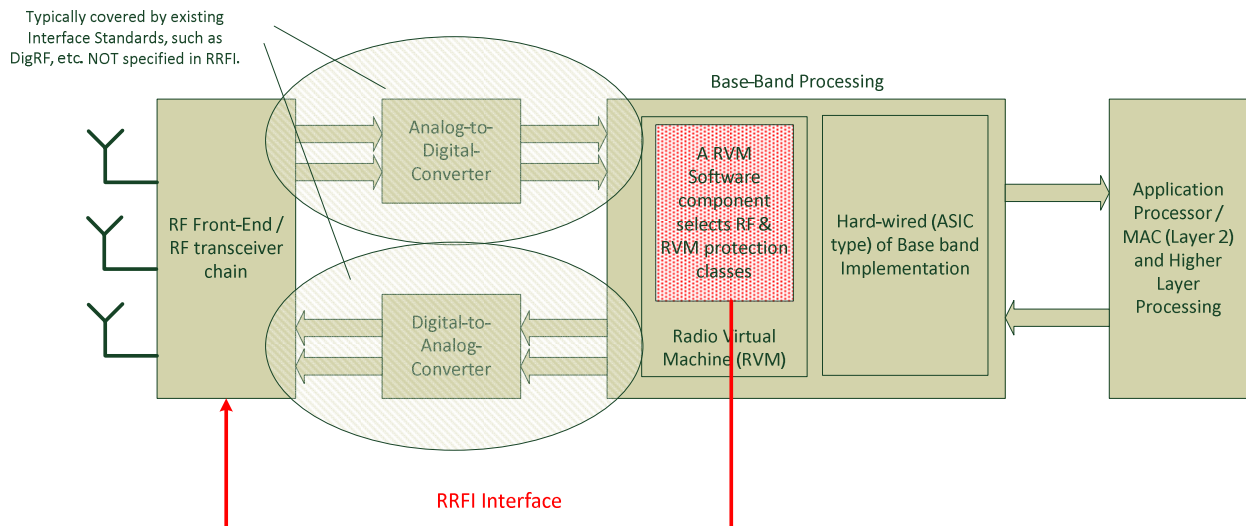 Typically covered by existing
Interface Standards, such as
DigRF, etc. NOT specified in RRFI.
Base-Band Processing
RF Front-End /
RF transceiver
chain
Analog-to-
Digital-
Converter
Digital-to-
Analog-
Converter
A RVM
Software
component
selects RF &
RVM protection
classes
Radio Virtual
Machine (RVM)
Hard-wired (ASIC
type) of Base band
Implementation
Application
Processor /
MAC (Layer 2)
and Higher
Layer
Processing
RRFI Interface